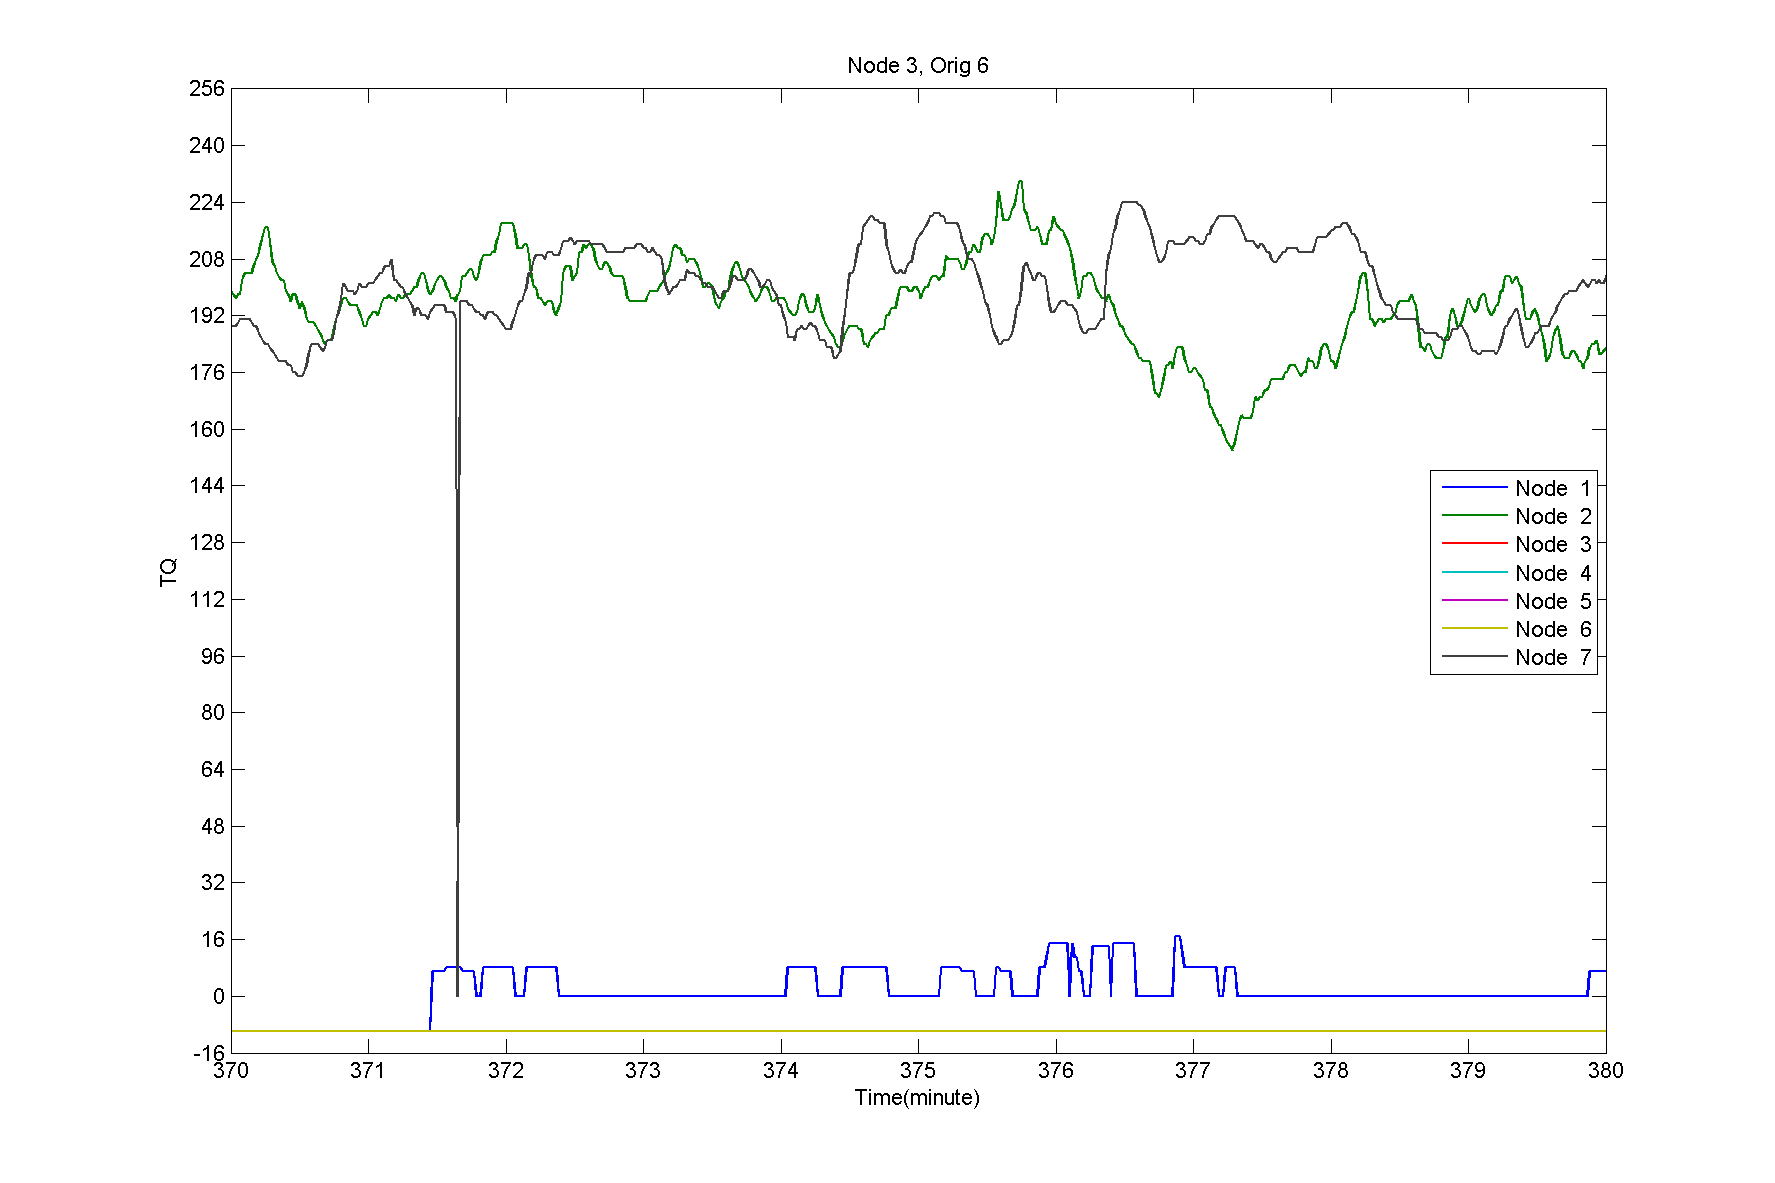 Node 3, Orig 6
256
240
224
208
192
176
160
144
128
112
96
80
64
48
32
16
0
-16
TQ
Node 1
Node 2
Node 3
Node 4
Node 5
Node 6
Node 7
370 371 372 373 374 375 376 377 378 379 380
Time(minute)